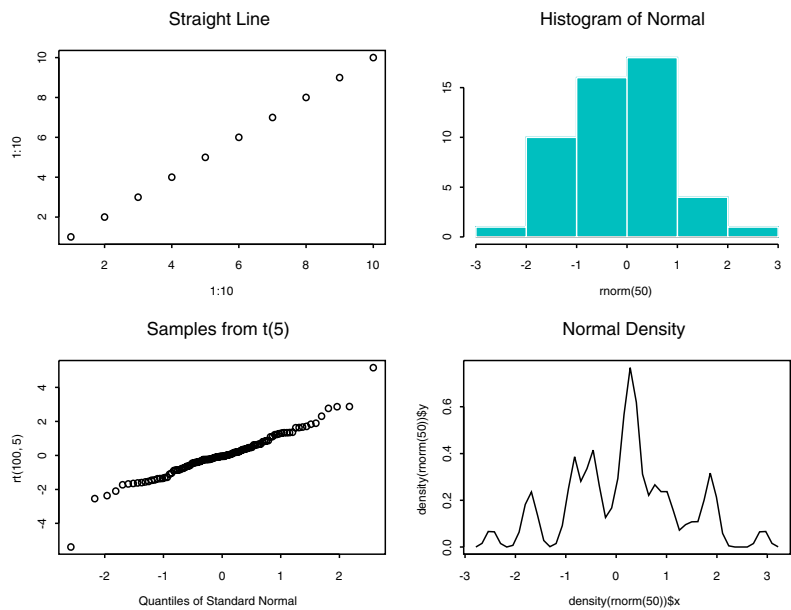 Straight Line
1:10
10
8
6
4
2
2 4 6 8 10
1:10
Histogram of Normal
15
10
5
0
-3 -2 -1 0 1 2 3
rnorm(50)
Samples from t(5)
rt(100, 5)
4
2
0
-2
-4
-2 -1 0 1 2
Quantiles of Standard Normal
Normal Density
density(rnorm(50))$y
0.6
0.4
0.2
0.0
-3 -2 -1 0 1 2 3
density(rnorm(50))$x